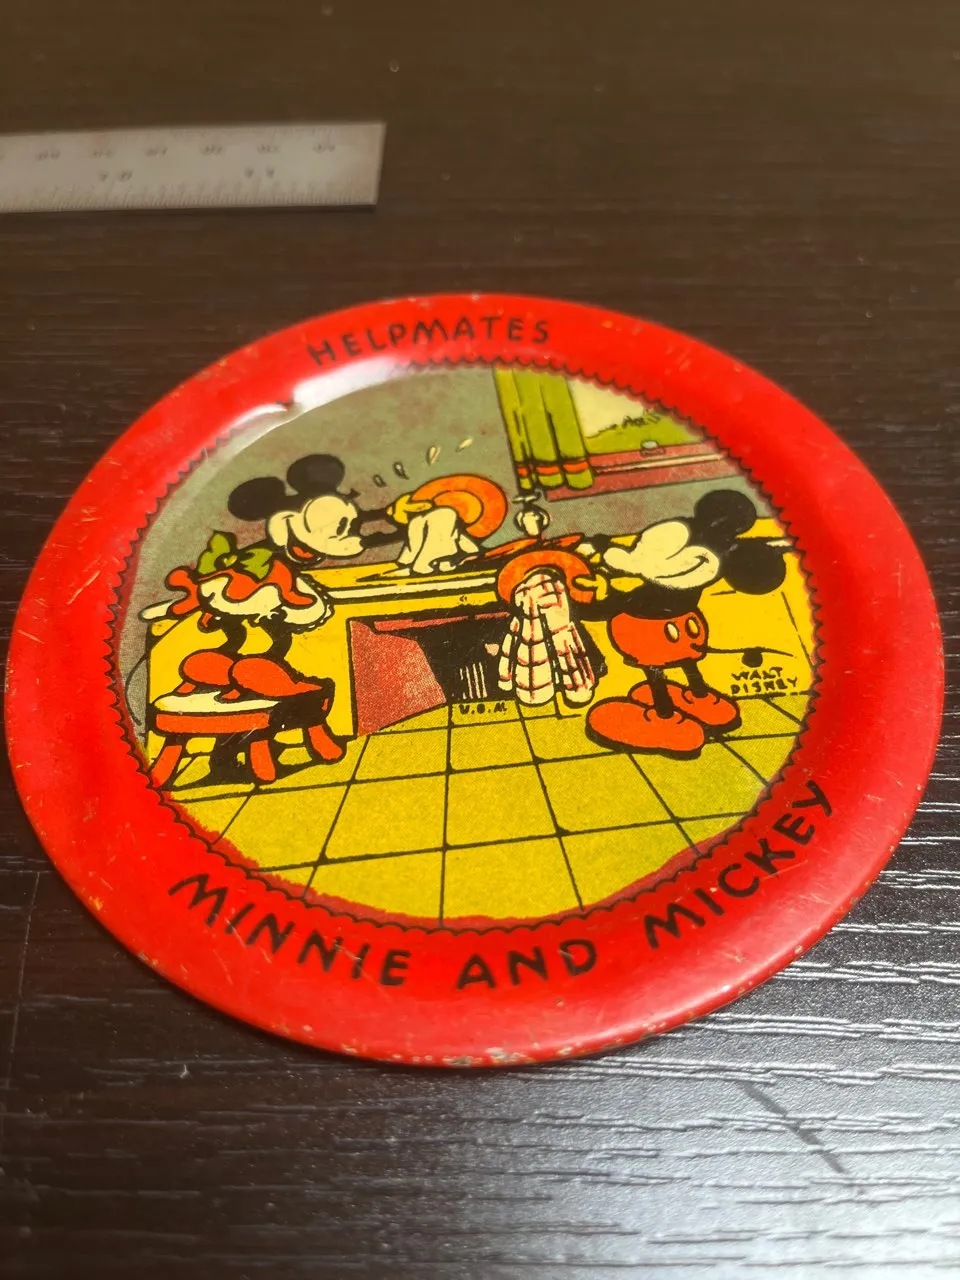 HELPMATES
WALT
DISNEY
U.D.M
MINNIE AND MICKEY